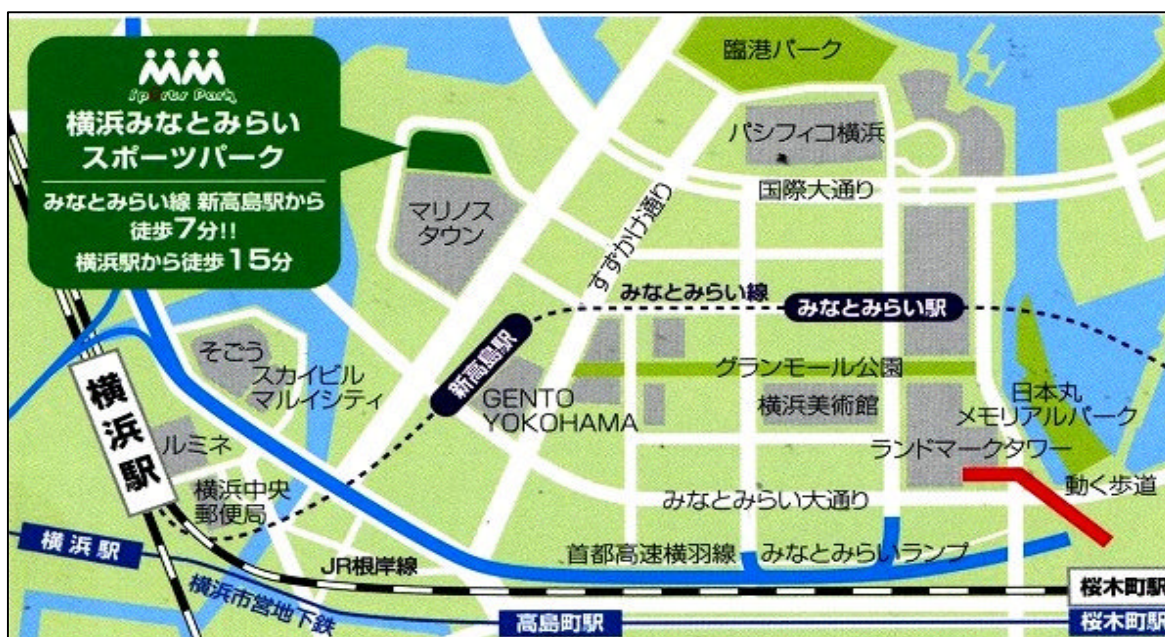 Sports Park
横浜みなとみらい
スポーツパーク
みなとみらい線 新高島駅から
徒歩7分!!
横浜駅から徒歩15分
臨港パーク
パシフィコ横浜
国際大通り
マリノス
タウン
すずかけ通り
みなとみらい線
みなとみらい駅
新高島駅
そごう
スカイビル
マルイシティ
GENTO
YOKOHAMA
グランモール公園
横浜美術館
日本丸
メモリアルパーク
ランドマークタワー
動く歩道
横浜駅
ルミネ
横浜中央
郵便局
みなとみらい大通り
首都高速横羽線
みなとみらいランプ
JR根岸線
横浜駅
横浜市営地下鉄
高島町駅
桜木町駅
桜木町駅